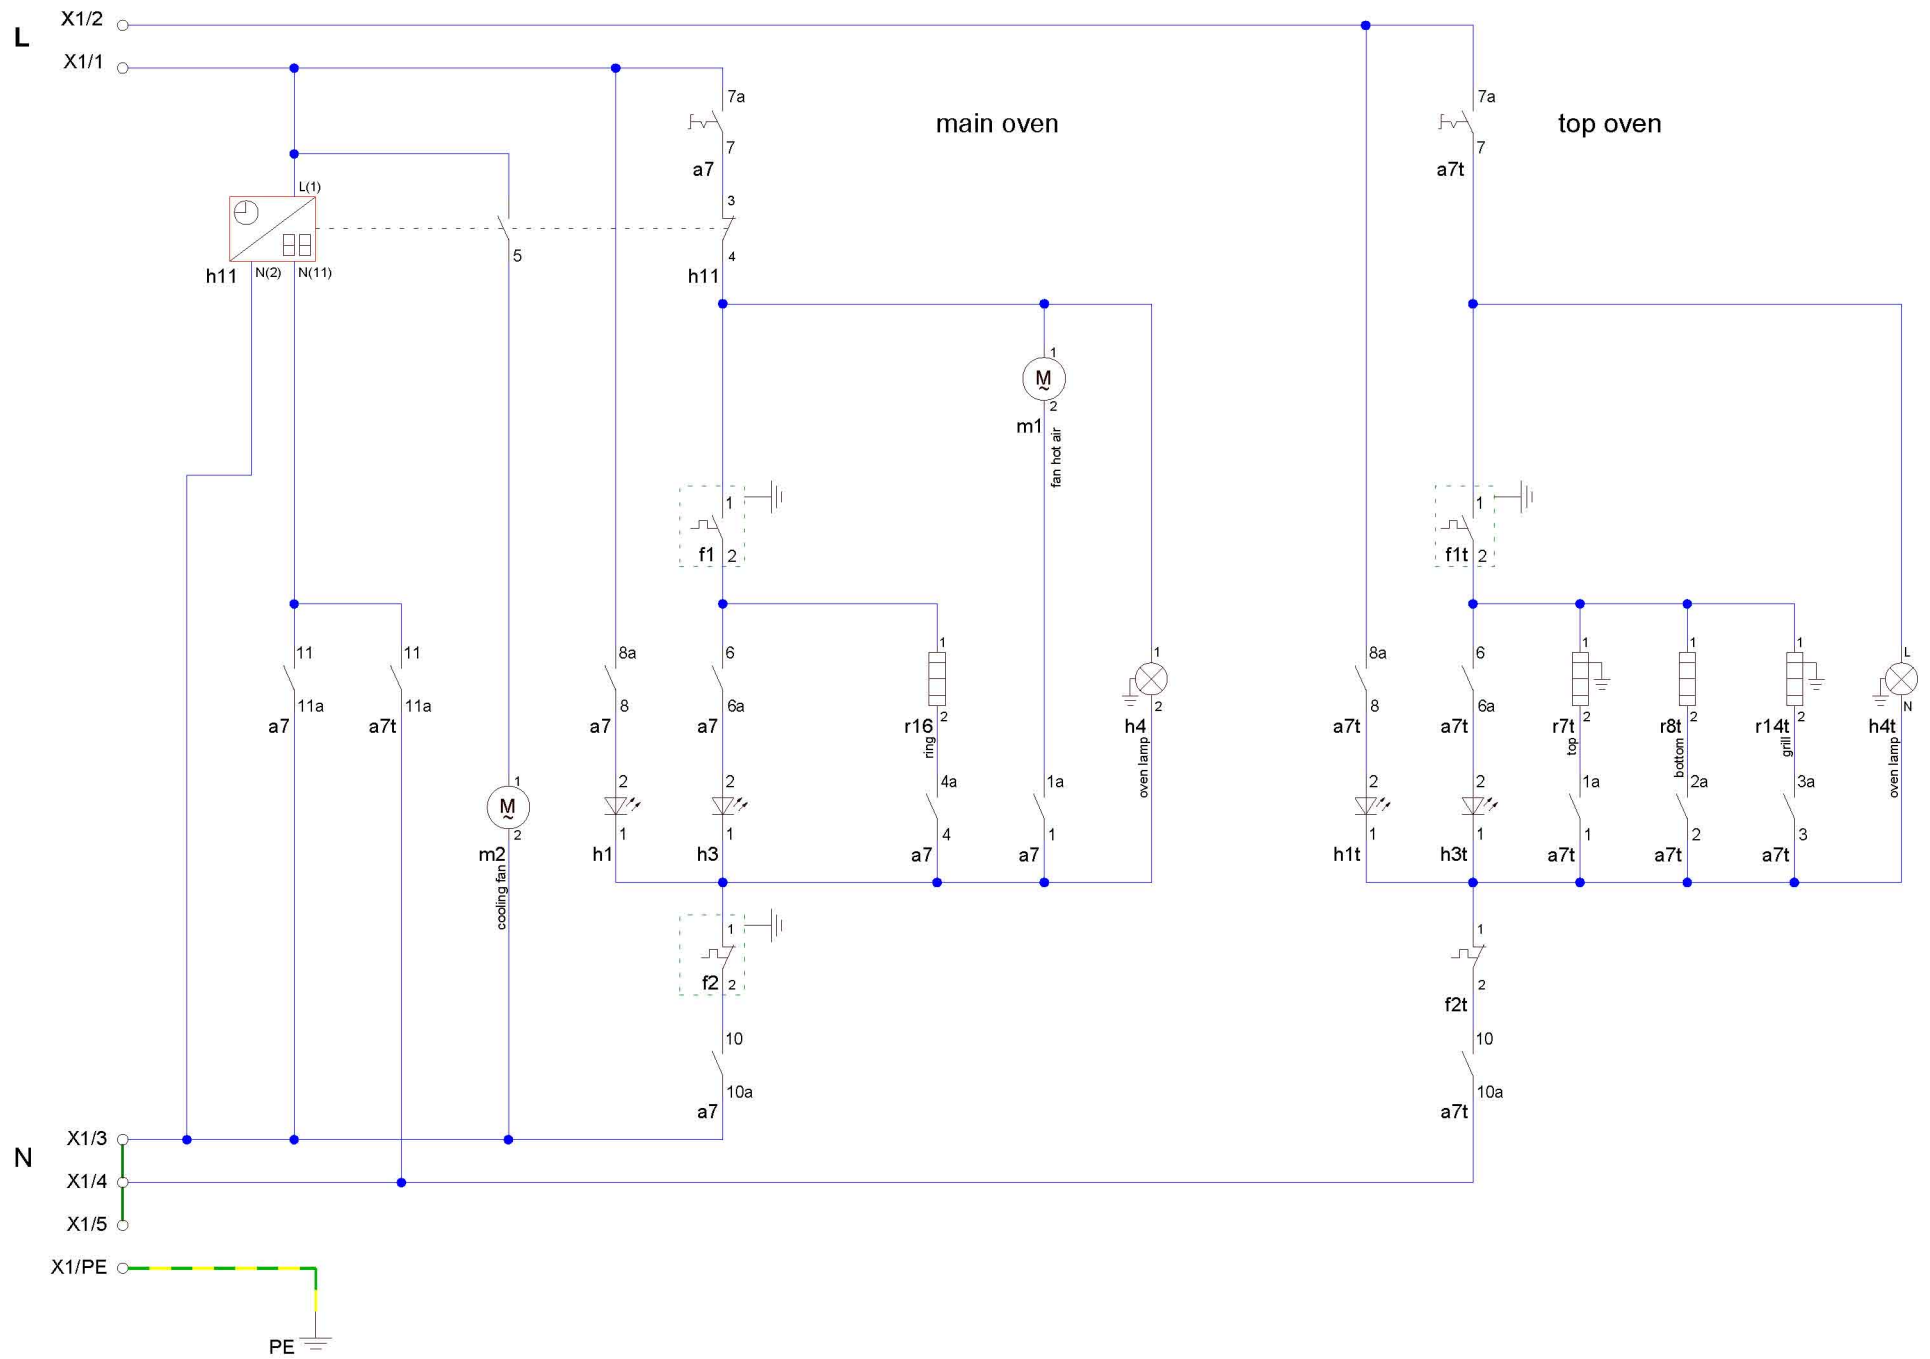 X1/2
L
X1/1
7a
7a
main oven
top oven
7
7
a7
a7t
L(1)
3
5
4
h11
N(2)
N(11)
h11
1
M
~
2
m1
fan hot air
1
1
f1
2
f1t
2
11
11
8a
6
1
1
8a
6
1
1
1
L
11a
11a
8
6a
2
2
8
6a
2
2
2
N
a7
a7t
a7
a7
r16
h4
a7t
a7t
r7t
r8t
r14t
h4t
ring
oven lamp
top
bottom
grill
oven lamp
1
2
2
4a
1a
2
2
1a
2a
3a
M
~
2
1
1
4
1
1
1
1
2
3
m2
h1
h3
a7
a7
h1t
h3t
a7t
a7t
a7t
cooling fan
1
1
f2
2
2
f2t
10
10
10a
10a
a7
a7t
X1/3
N
X1/4
X1/5
X1/PE
PE